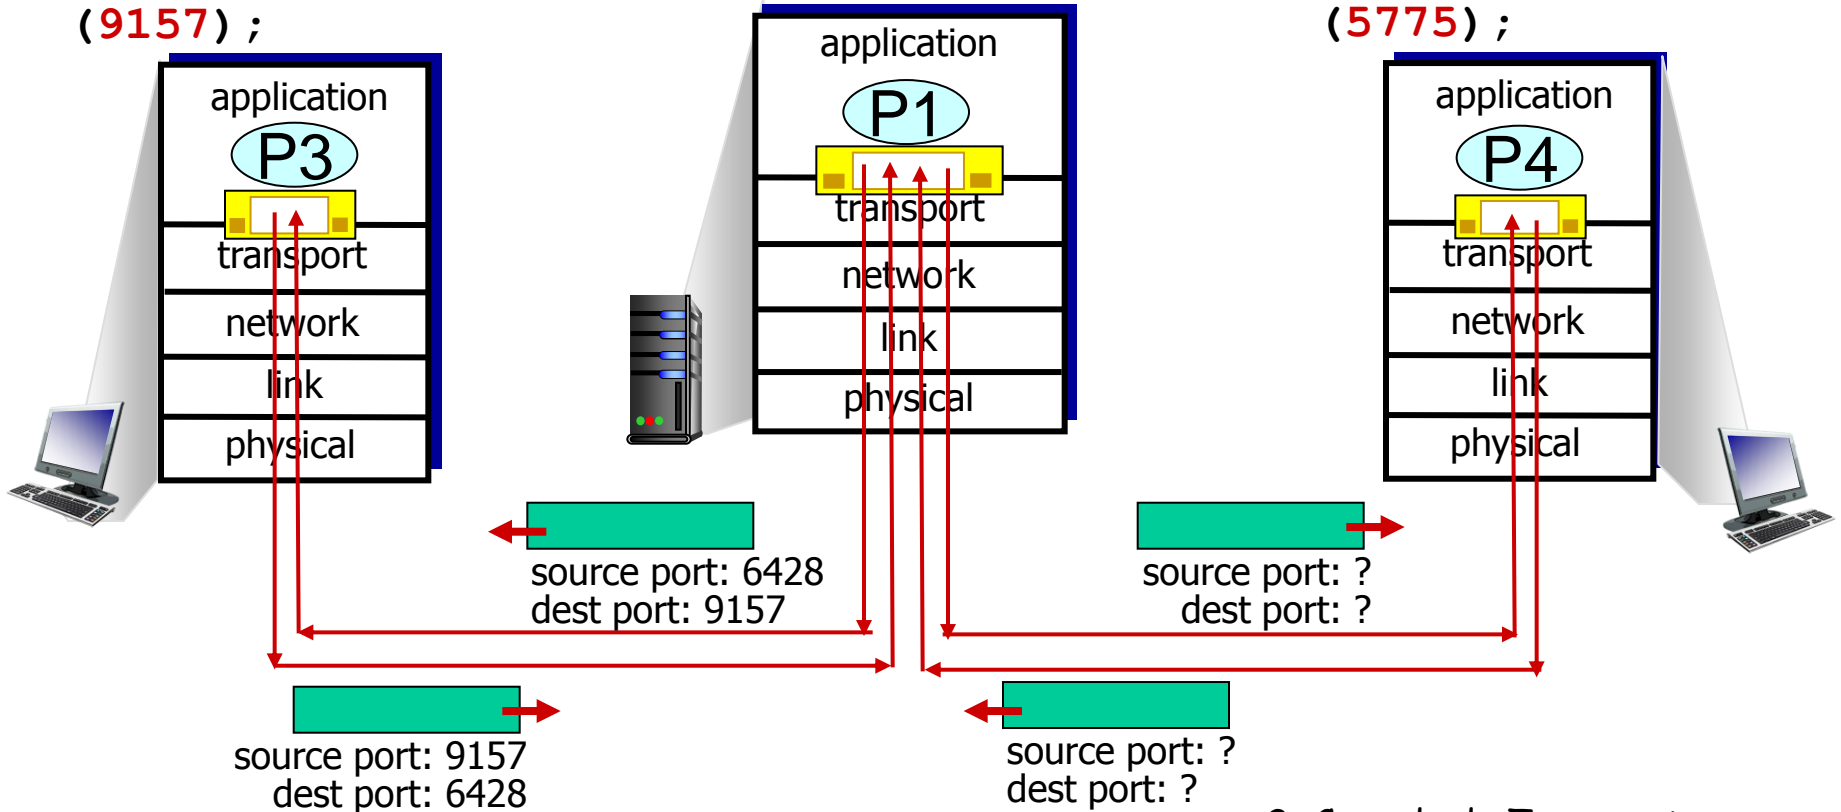 (9157);
(5775);
application
P3
transport
network
link
physical
application
P1
transport
network
link
physical
application
P4
transport
network
link
physical
source port: 6428
dest port: 9157
source port: ?
dest port: ?
source port: 9157
dest port: 6428
source port: ?
dest port: ?